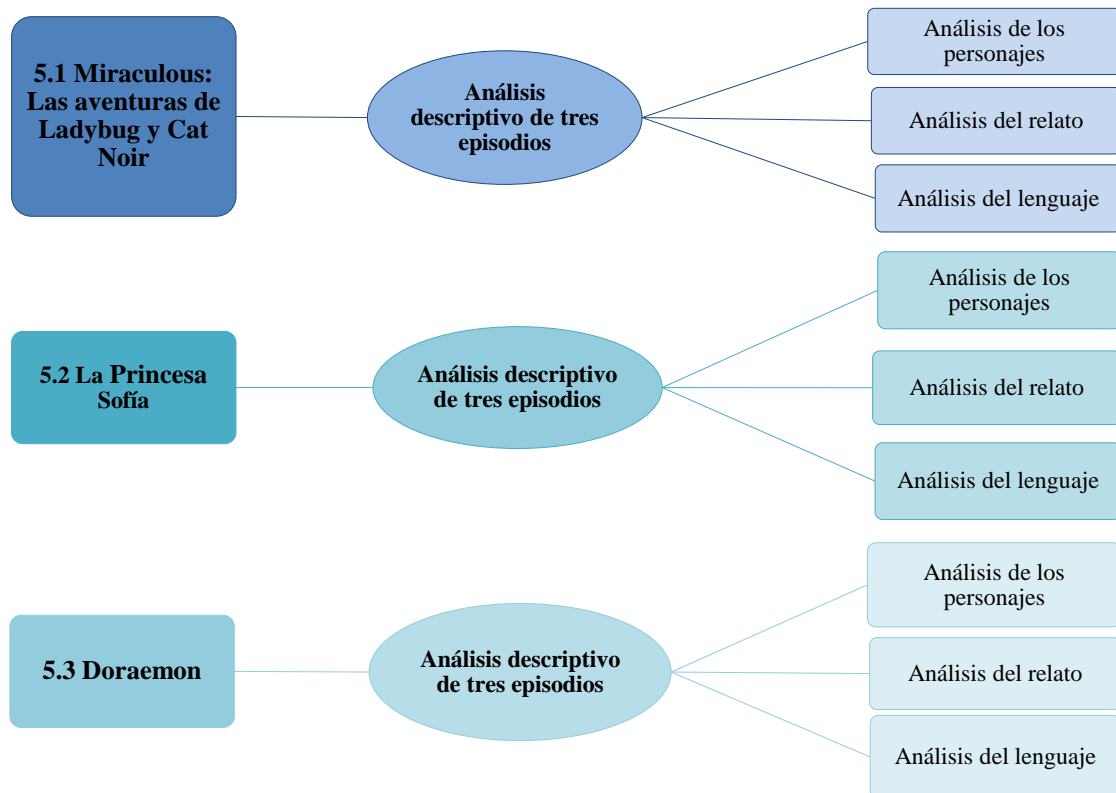 5.1 Miraculous:
Las aventuras de
Ladybug y Cat
Noir
Análisis
descriptivo de tres
episodios
Análisis de los
personajes
Análisis del relato
Análisis del lenguaje
5.2 La Princesa
Sofía
Análisis descriptivo
de tres episodios
Análisis de los
personajes
Análisis del relato
Análisis del lenguaje
5.3 Doraemon
Análisis descriptivo
de tres episodios
Análisis de los
personajes
Análisis del relato
Análisis del lenguaje